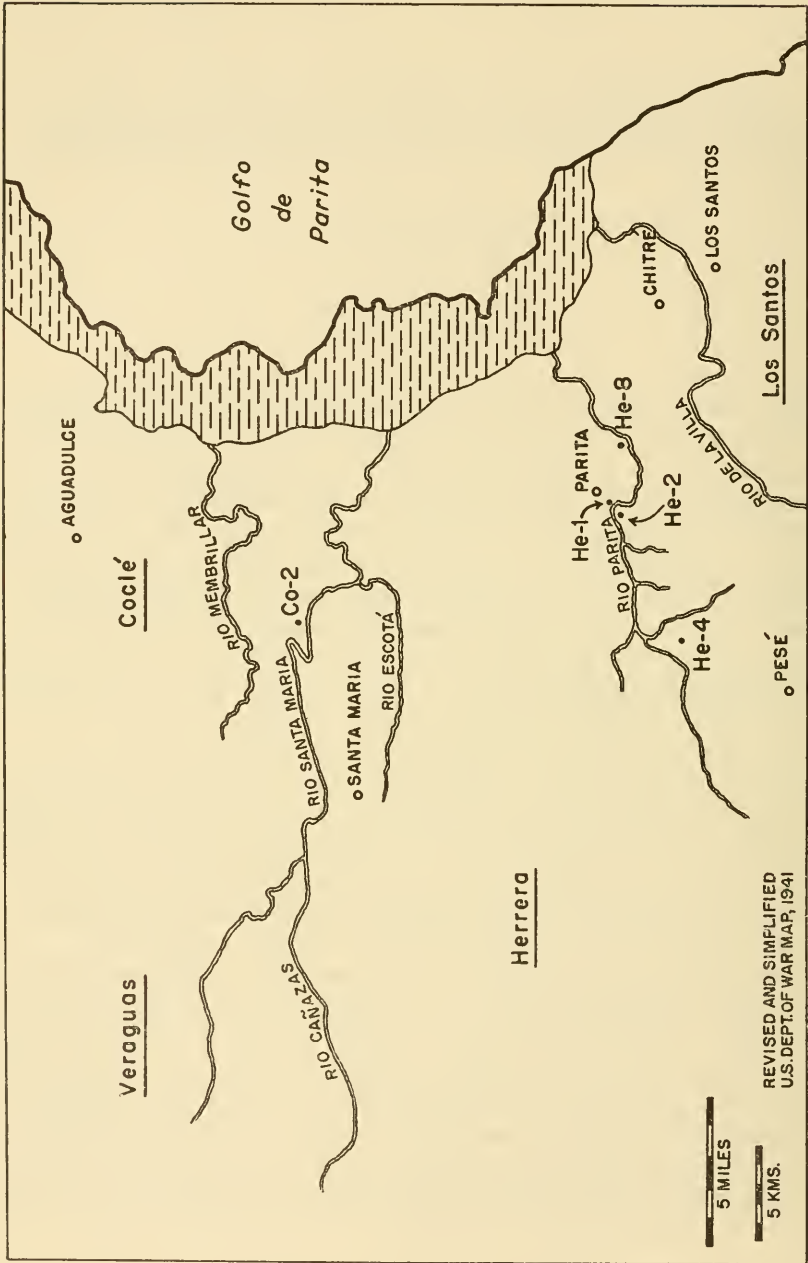 Golfo
de
Parita
AGUADULCE
Coclé
RIO MEMBRILLAR
Co-2
RIO SANTA MARIA
SANTA MARIA
RIO ESCOTÁ
Veraguas
RIO CAÑAZAS
Herrera
He-1
PARITA
RIO PARITA
He-8
He-2
He-4
PESÉ
CHITRÉ
LOS SANTOS
RIO DE LA VILLA
Los Santos
5 MILES
5 KMS.
REVISED AND SIMPLIFIED
U.S. DEPT. OF WAR MAP, 1941